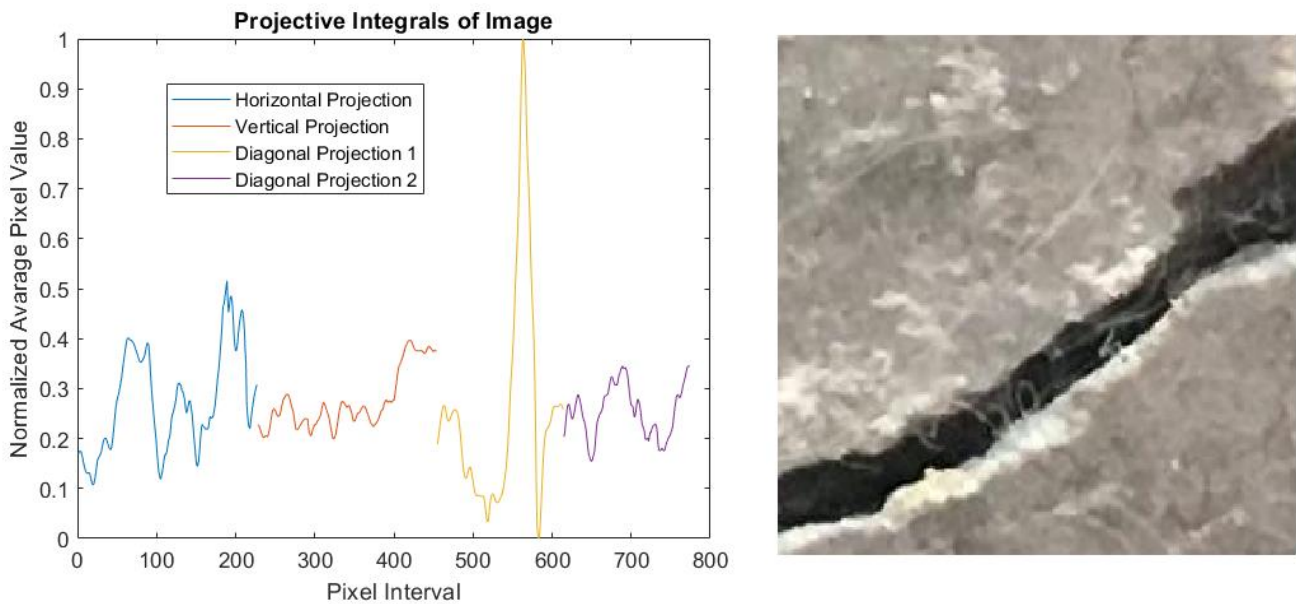 Projective Integrals of Image
Normalized Avarage Pixel Value
1
0.9
0.8
0.7
0.6
0.5
0.4
0.3
0.2
0.1
0
Horizontal Projection
Vertical Projection
Diagonal Projection 1
Diagonal Projection 2
0 100 200 300 400 500 600 700 800
Pixel Interval